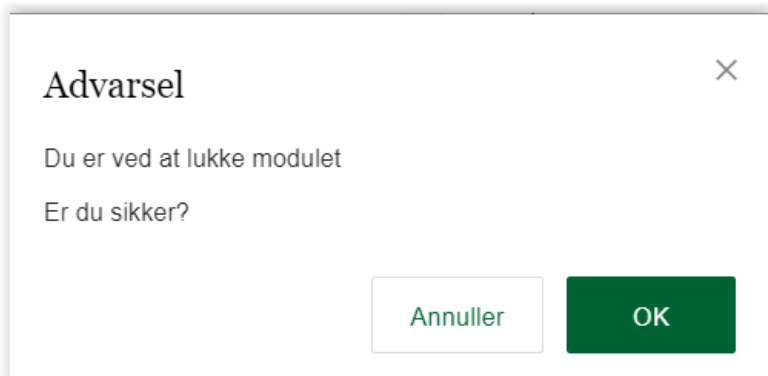 Advarsel
Du er ved at lukke modulet
Er du sikker?
Annuller
OK